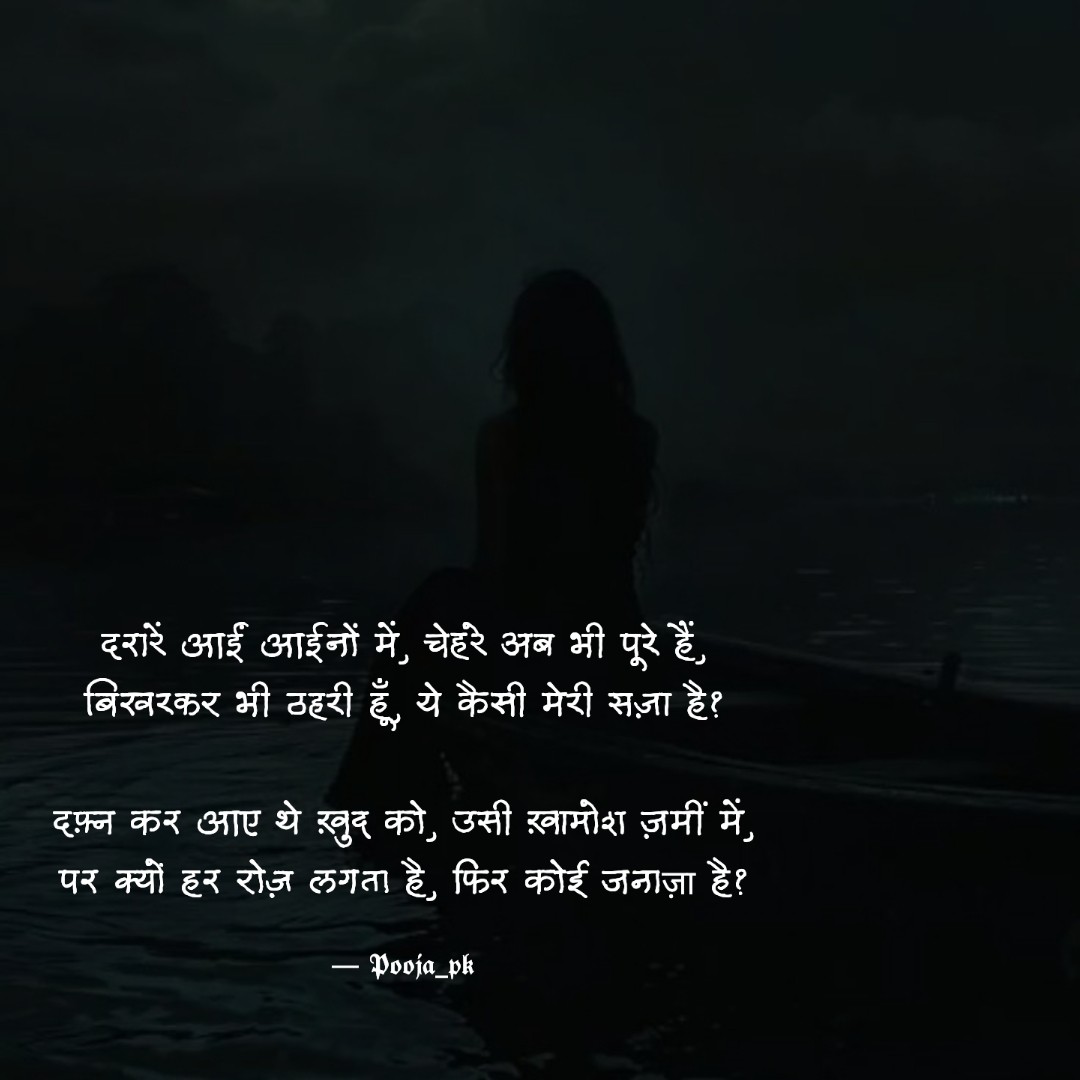 दरारें आईं आईनों में, चेहरे अब भी पूरे हैं,
बिखरकर भी ठहरी हूँ, ये कैसी मेरी सज़ा है?
दफ़्न कर आए थे ख़ुद को, उसी ख़ामोश ज़मीं में,
पर क्यों हर रोज़ लगता है, फिर कोई जनाज़ा है?
— Pooja_pk